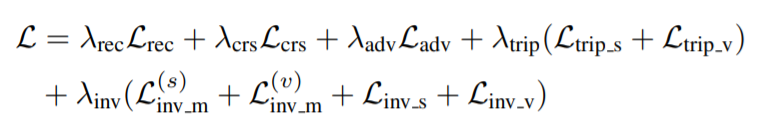 ℒ = λ_rec ℒ_rec + λ_crs ℒ_crs + λ_adv ℒ_adv + λ_trip(ℒ_trip_s + ℒ_trip_v)
+ λ_inv(ℒ_inv_m^(s) + ℒ_inv_m^(v) + ℒ_inv_s + ℒ_inv_v)